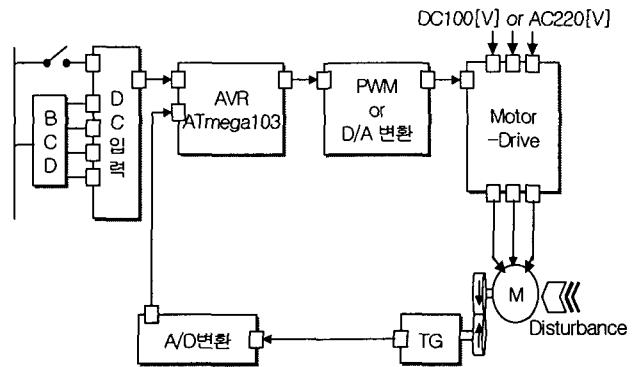 DC100[V] or AC220[V]
B
C
D
D
C
입
력
AVR
ATmega103
PWM
or
D/A 변환
Motor
-Drive
M
Disturbance
A/D변환
TG